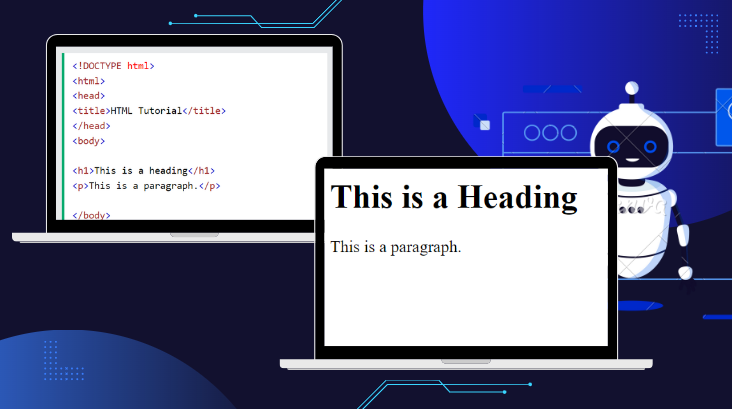 <!DOCTYPE html>
<html>
<head>
<title>HTML Tutorial</title>
</head>
<body>
<h1>This is a heading</h1>
<p>This is a paragraph.</p>
</body>
This is a Heading
This is a paragraph.